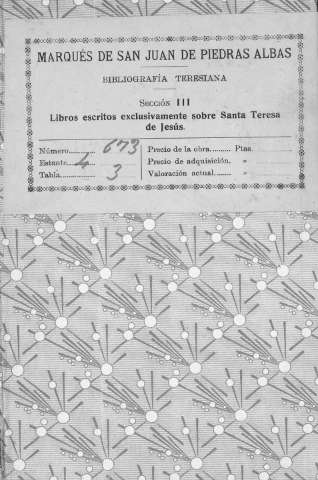 MARQUÉS DE SAN JUAN DE PIEDRAS ALBAS
BIBLIOGRAFÍA TERESIANA
SECCIÓN III
Libros escritos exclusivamente sobre Santa Teresa
de Jesús.
Número.......... 673 Precio de la obra.......... Ptas.
Estante.......... 4 Precio de adquisición. »
Tabla............... 3 Valoración actual....... »